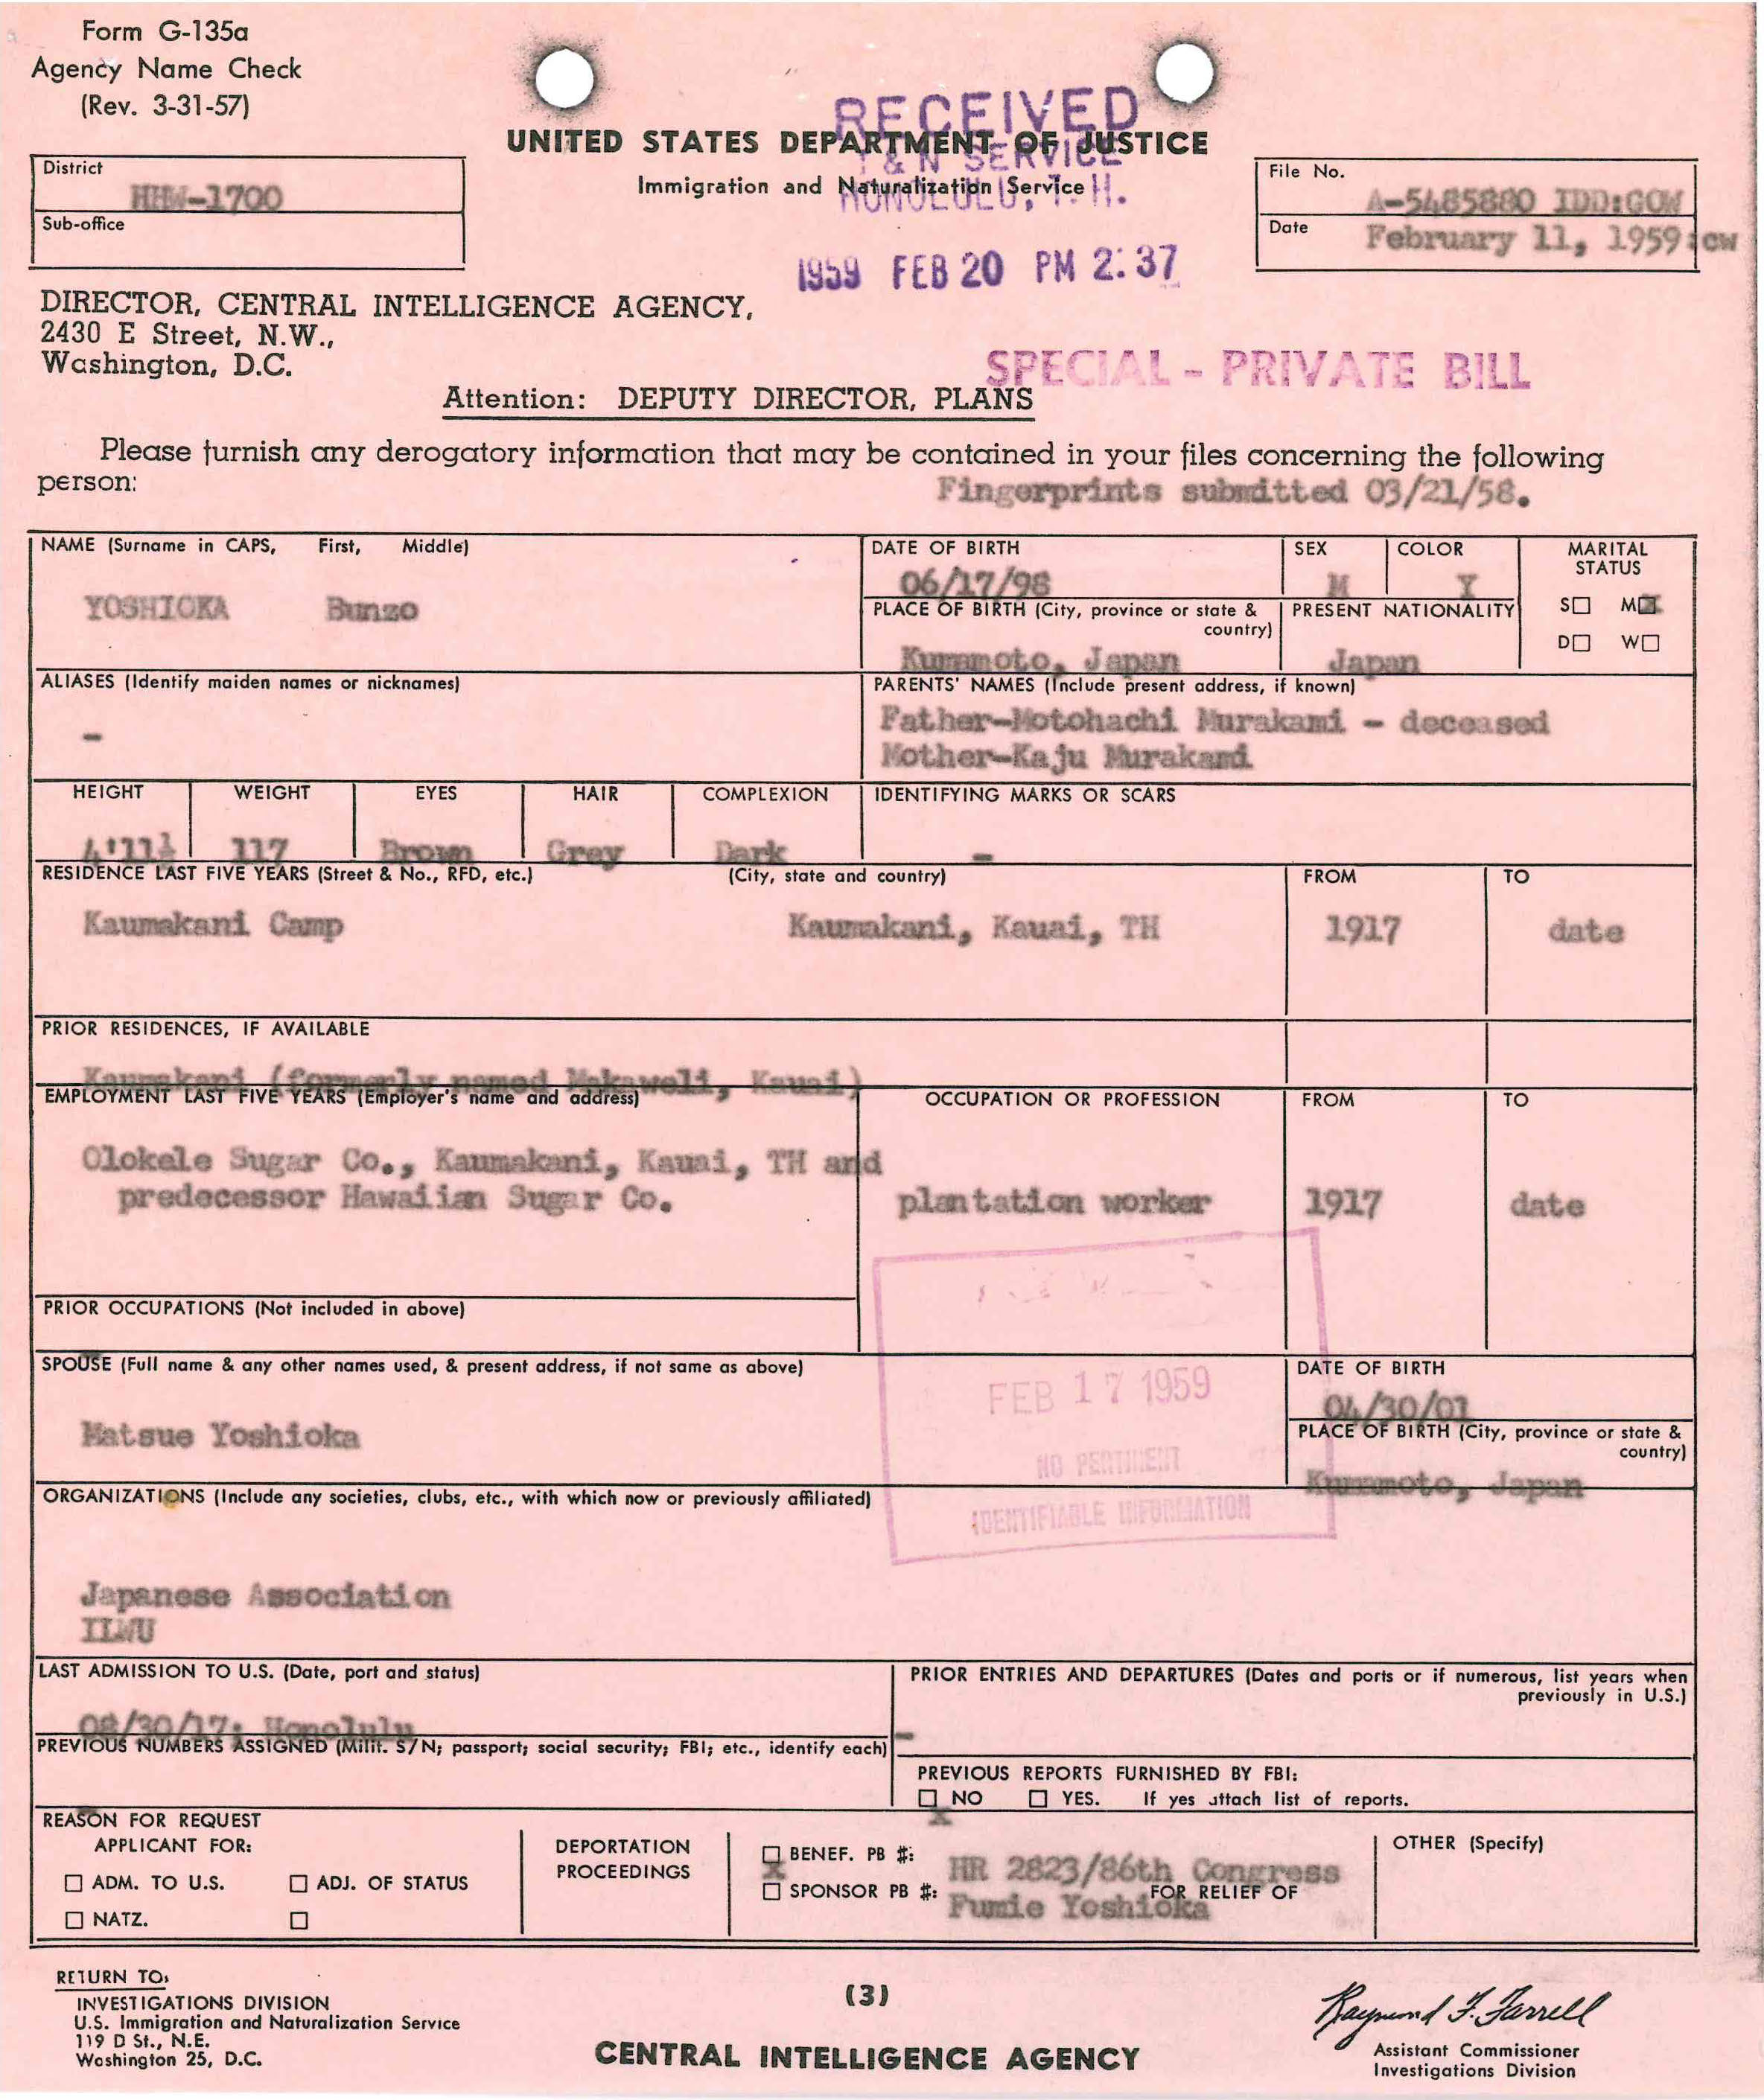 Form G-135a
Agency Name Check
(Rev. 3-31-57)
RECEIVED
UNITED STATES DEPARTMENT OF JUSTICE
I & N SERVICE
Immigration and Naturalization Service
HONOLULU, T. H.
1959 FEB 20 PM 2:37
District
HHW-1700
Sub-office
File No.
A-5485880 IDD:GOW
Date
February 11, 1959:cw
DIRECTOR, CENTRAL INTELLIGENCE AGENCY,
2430 E Street, N.W.,
Washington, D.C.
SPECIAL - PRIVATE BILL
Attention: DEPUTY DIRECTOR, PLANS
Please furnish any derogatory information that may be contained in your files concerning the following
person:
Fingerprints submitted 03/21/58.
NAME (Surname in CAPS, First, Middle)
YOSHIOKA Bunzo
DATE OF BIRTH
06/17/98
SEX
M
COLOR
Y
MARITAL
STATUS
S☐ M☒
D☐ W☐
PLACE OF BIRTH (City, province or state &
country)
Kumamoto, Japan
PRESENT NATIONALITY
Japan
ALIASES (Identify maiden names or nicknames)
-
PARENTS' NAMES (Include present address, if known)
Father-Motohachi Murakami - deceased
Mother-Kaju Murakami
HEIGHT
4'11½
WEIGHT
117
EYES
Brown
HAIR
Grey
COMPLEXION
Dark
IDENTIFYING MARKS OR SCARS
-
RESIDENCE LAST FIVE YEARS (Street & No., RFD, etc.) (City, state and country) FROM TO
Kaumakani Camp Kaumakani, Kauai, TH 1917 date
PRIOR RESIDENCES, IF AVAILABLE
Kaumakani (formerly named Makaweli, Kauai)
EMPLOYMENT LAST FIVE YEARS (Employer's name and address) OCCUPATION OR PROFESSION FROM TO
Olokele Sugar Co., Kaumakani, Kauai, TH and
predecessor Hawaiian Sugar Co. plantation worker 1917 date
PRIOR OCCUPATIONS (Not included in above)
SPOUSE (Full name & any other names used, & present address, if not same as above)
Matsue Yoshioka
DATE OF BIRTH
04/30/01
PLACE OF BIRTH (City, province or state &
country)
Kumamoto, Japan
FEB 17 1959
NO PERTINENT
IDENTIFIABLE INFORMATION
ORGANIZATIONS (Include any societies, clubs, etc., with which now or previously affiliated)
Japanese Association
ILWU
LAST ADMISSION TO U.S. (Date, port and status)
08/30/17; Honolulu
PRIOR ENTRIES AND DEPARTURES (Dates and ports or if numerous, list years when
previously in U.S.)
-
PREVIOUS NUMBERS ASSIGNED (Milit. S/N; passport; social security; FBI; etc., identify each)
PREVIOUS REPORTS FURNISHED BY FBI:
☐ NO ☐ YES. If yes attach list of reports.
x
REASON FOR REQUEST
APPLICANT FOR:
☐ ADM. TO U.S. ☐ ADJ. OF STATUS
☐ NATZ. ☐
DEPORTATION
PROCEEDINGS
☐ BENEF. PB #:
x
HR 2823/86th Congress
☐ SPONSOR PB #:
FOR RELIEF OF
Fumie Yoshioka
OTHER (Specify)
RETURN TO:
INVESTIGATIONS DIVISION
U.S. Immigration and Naturalization Service
119 D St., N.E.
Washington 25, D.C.
(3)
CENTRAL INTELLIGENCE AGENCY
Raymond F. Farrell
Assistant Commissioner
Investigations Division